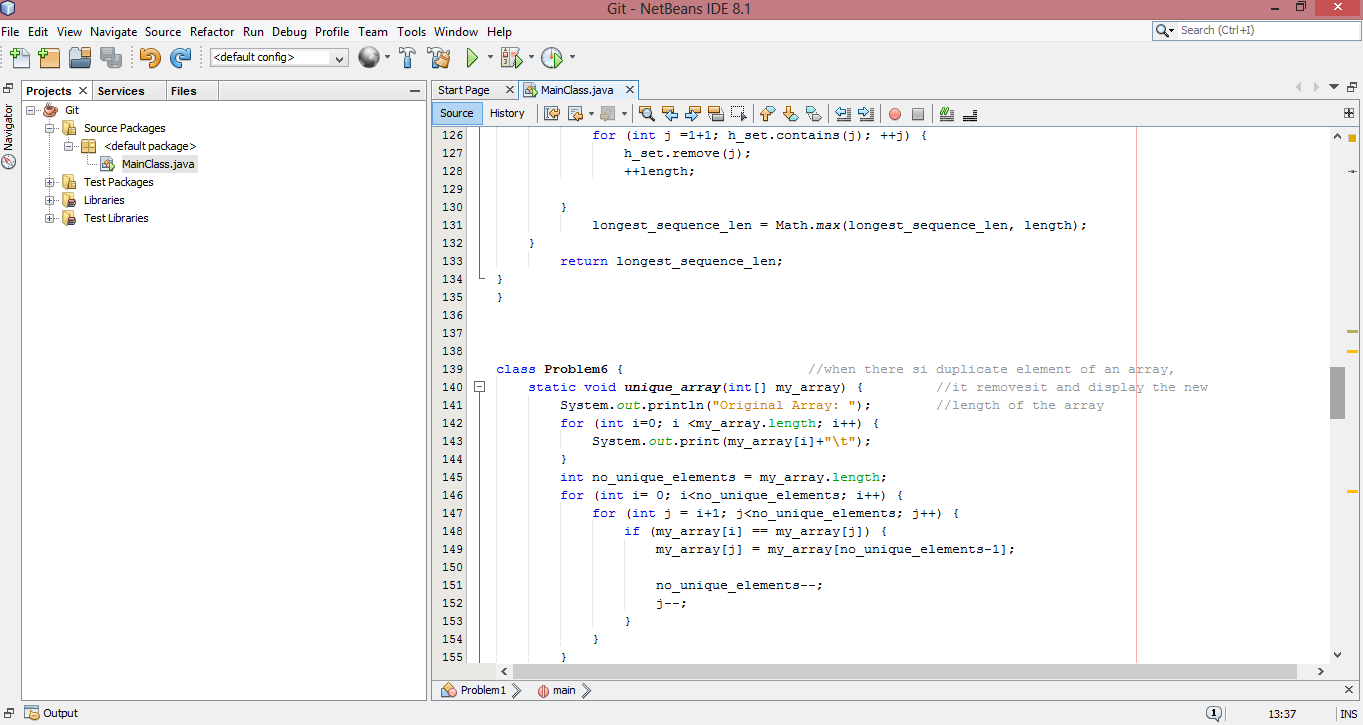 Git - NetBeans IDE 8.1
File Edit View Navigate Source Refactor Run Debug Profile Team Tools Window Help
Search (Ctrl+I)
<default config>
Navigator
Projects Services Files
Git
Source Packages
<default package>
MainClass.java
Test Packages
Libraries
Test Libraries
Start Page MainClass.java
Source History
126 for (int j =1+1; h_set.contains(j); ++j) {
127 h_set.remove(j);
128 ++length;
129
130 }
131 longest_sequence_len = Math.max(longest_sequence_len, length);
132 }
133 return longest_sequence_len;
134 }
135 }
136
137
138
139 class Problem6 { //when there si duplicate element of an array,
140 static void unique_array(int[] my_array) { //it removesit and display the new
141 System.out.println("Original Array: "); //length of the array
142 for (int i=0; i <my_array.length; i++) {
143 System.out.print(my_array[i]+"\t");
144 }
145 int no_unique_elements = my_array.length;
146 for (int i= 0; i<no_unique_elements; i++) {
147 for (int j = i+1; j<no_unique_elements; j++) {
148 if (my_array[i] == my_array[j]) {
149 my_array[j] = my_array[no_unique_elements-1];
150
151 no_unique_elements--;
152 j--;
153 }
154 }
155 }
Problem1 main
Output
1
13:37 INS